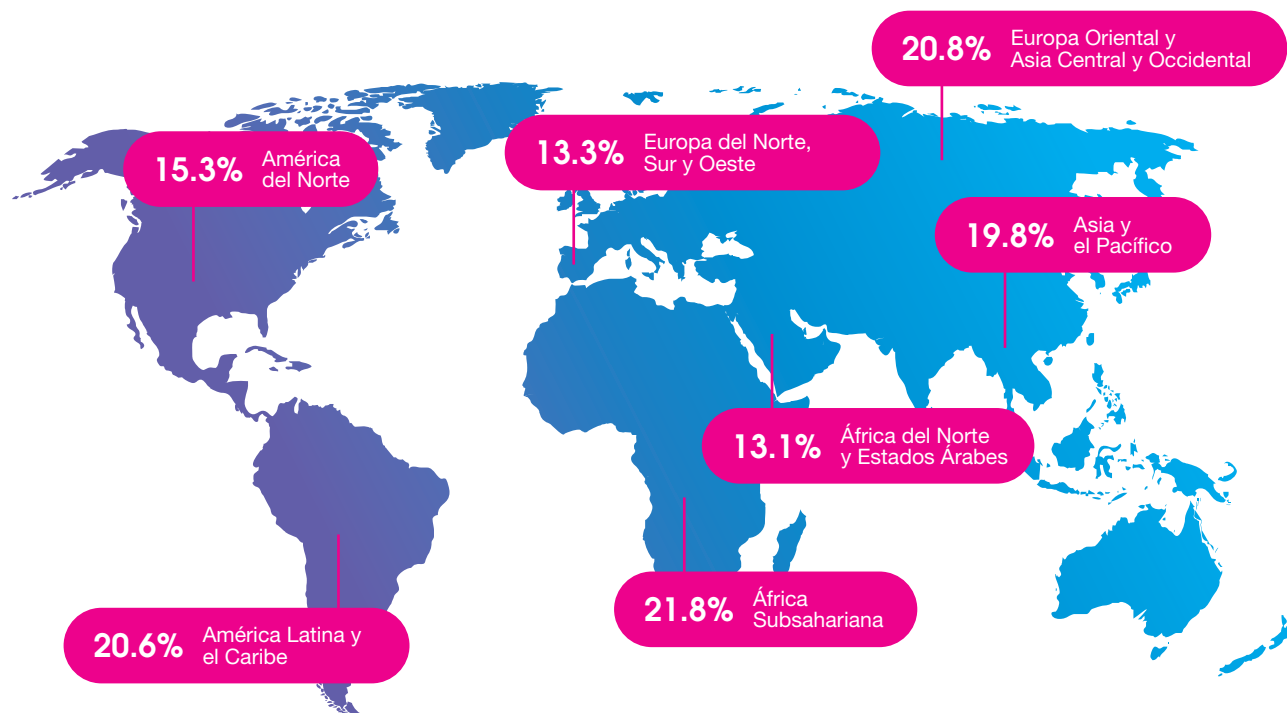 20.8%
Europa Oriental y
Asia Central y Occidental
15.3%
América
del Norte
13.3%
Europa del Norte,
Sur y Oeste
19.8%
Asia y
el Pacífico
13.1%
África del Norte
y Estados Árabes
21.8%
África
Subsahariana
20.6%
América Latina y
el Caribe